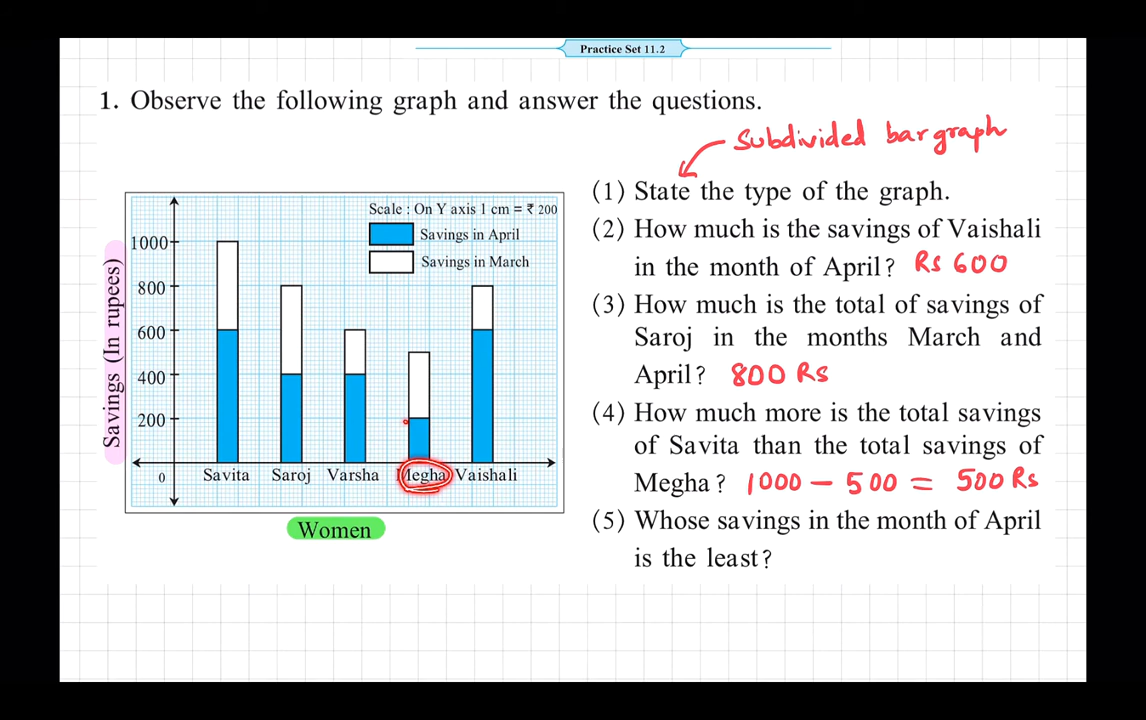 Practice Set 11.2
1. Observe the following graph and answer the questions.
Subdivided bar graph
Scale : On Y axis 1 cm = ₹ 200
Savings in April
Savings in March
1000
800
600
400
200
0
Savings (In rupees)
Savita Saroj Varsha Megha Vaishali
Women
(1) State the type of the graph.
(2) How much is the savings of Vaishali
in the month of April? Rs 600
(3) How much is the total of savings of
Saroj in the months March and
April? 800 Rs
(4) How much more is the total savings
of Savita than the total savings of
Megha? 1000 - 500 = 500 Rs
(5) Whose savings in the month of April
is the least?